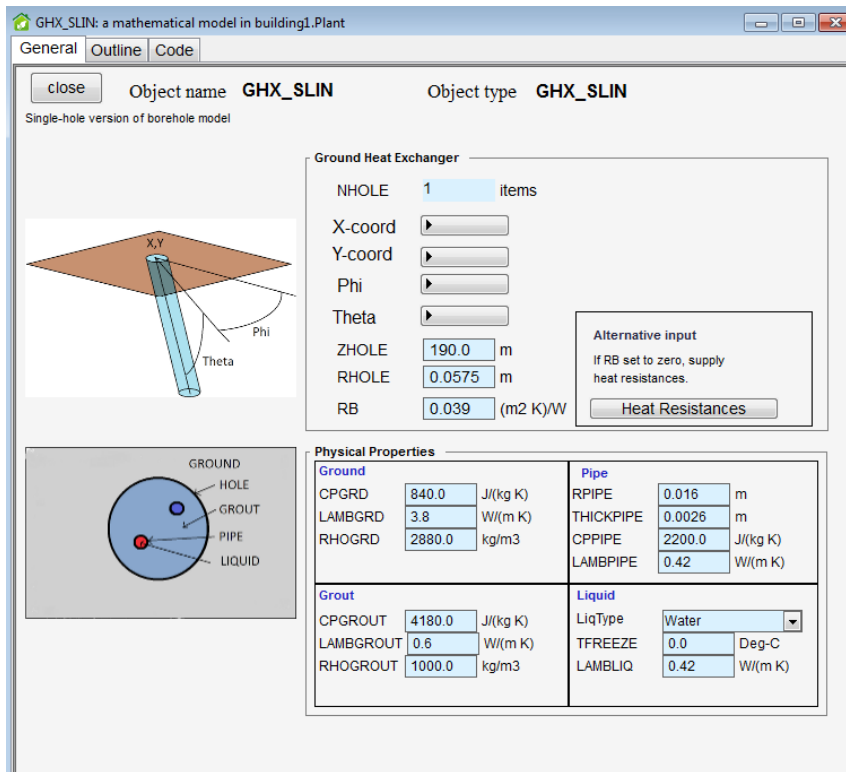 GHX_SLIN: a mathematical model in building1.Plant
General Outline Code
close Object name GHX_SLIN Object type GHX_SLIN
Single-hole version of borehole model
X,Y
Phi
Theta
Ground Heat Exchanger
NHOLE 1 items
X-coord
Y-coord
Phi
Theta
ZHOLE 190.0 m
RHOLE 0.0575 m
RB 0.039 (m2 K)/W
Alternative input
If RB set to zero, supply
heat resistances.
Heat Resistances
GROUND
HOLE
GROUT
PIPE
LIQUID
Physical Properties
Ground
CPGRD 840.0 J/(kg K)
LAMBGRD 3.8 W/(m K)
RHOGRD 2880.0 kg/m3
Pipe
RPIPE 0.016 m
THICKPIPE 0.0026 m
CPPIPE 2200.0 J/(kg K)
LAMBPIPE 0.42 W/(m K)
Grout
CPGROUT 4180.0 J/(kg K)
LAMBGROUT 0.6 W/(m K)
RHOGROUT 1000.0 kg/m3
Liquid
LiqType Water
TFREEZE 0.0 Deg-C
LAMBLIQ 0.42 W/(m K)